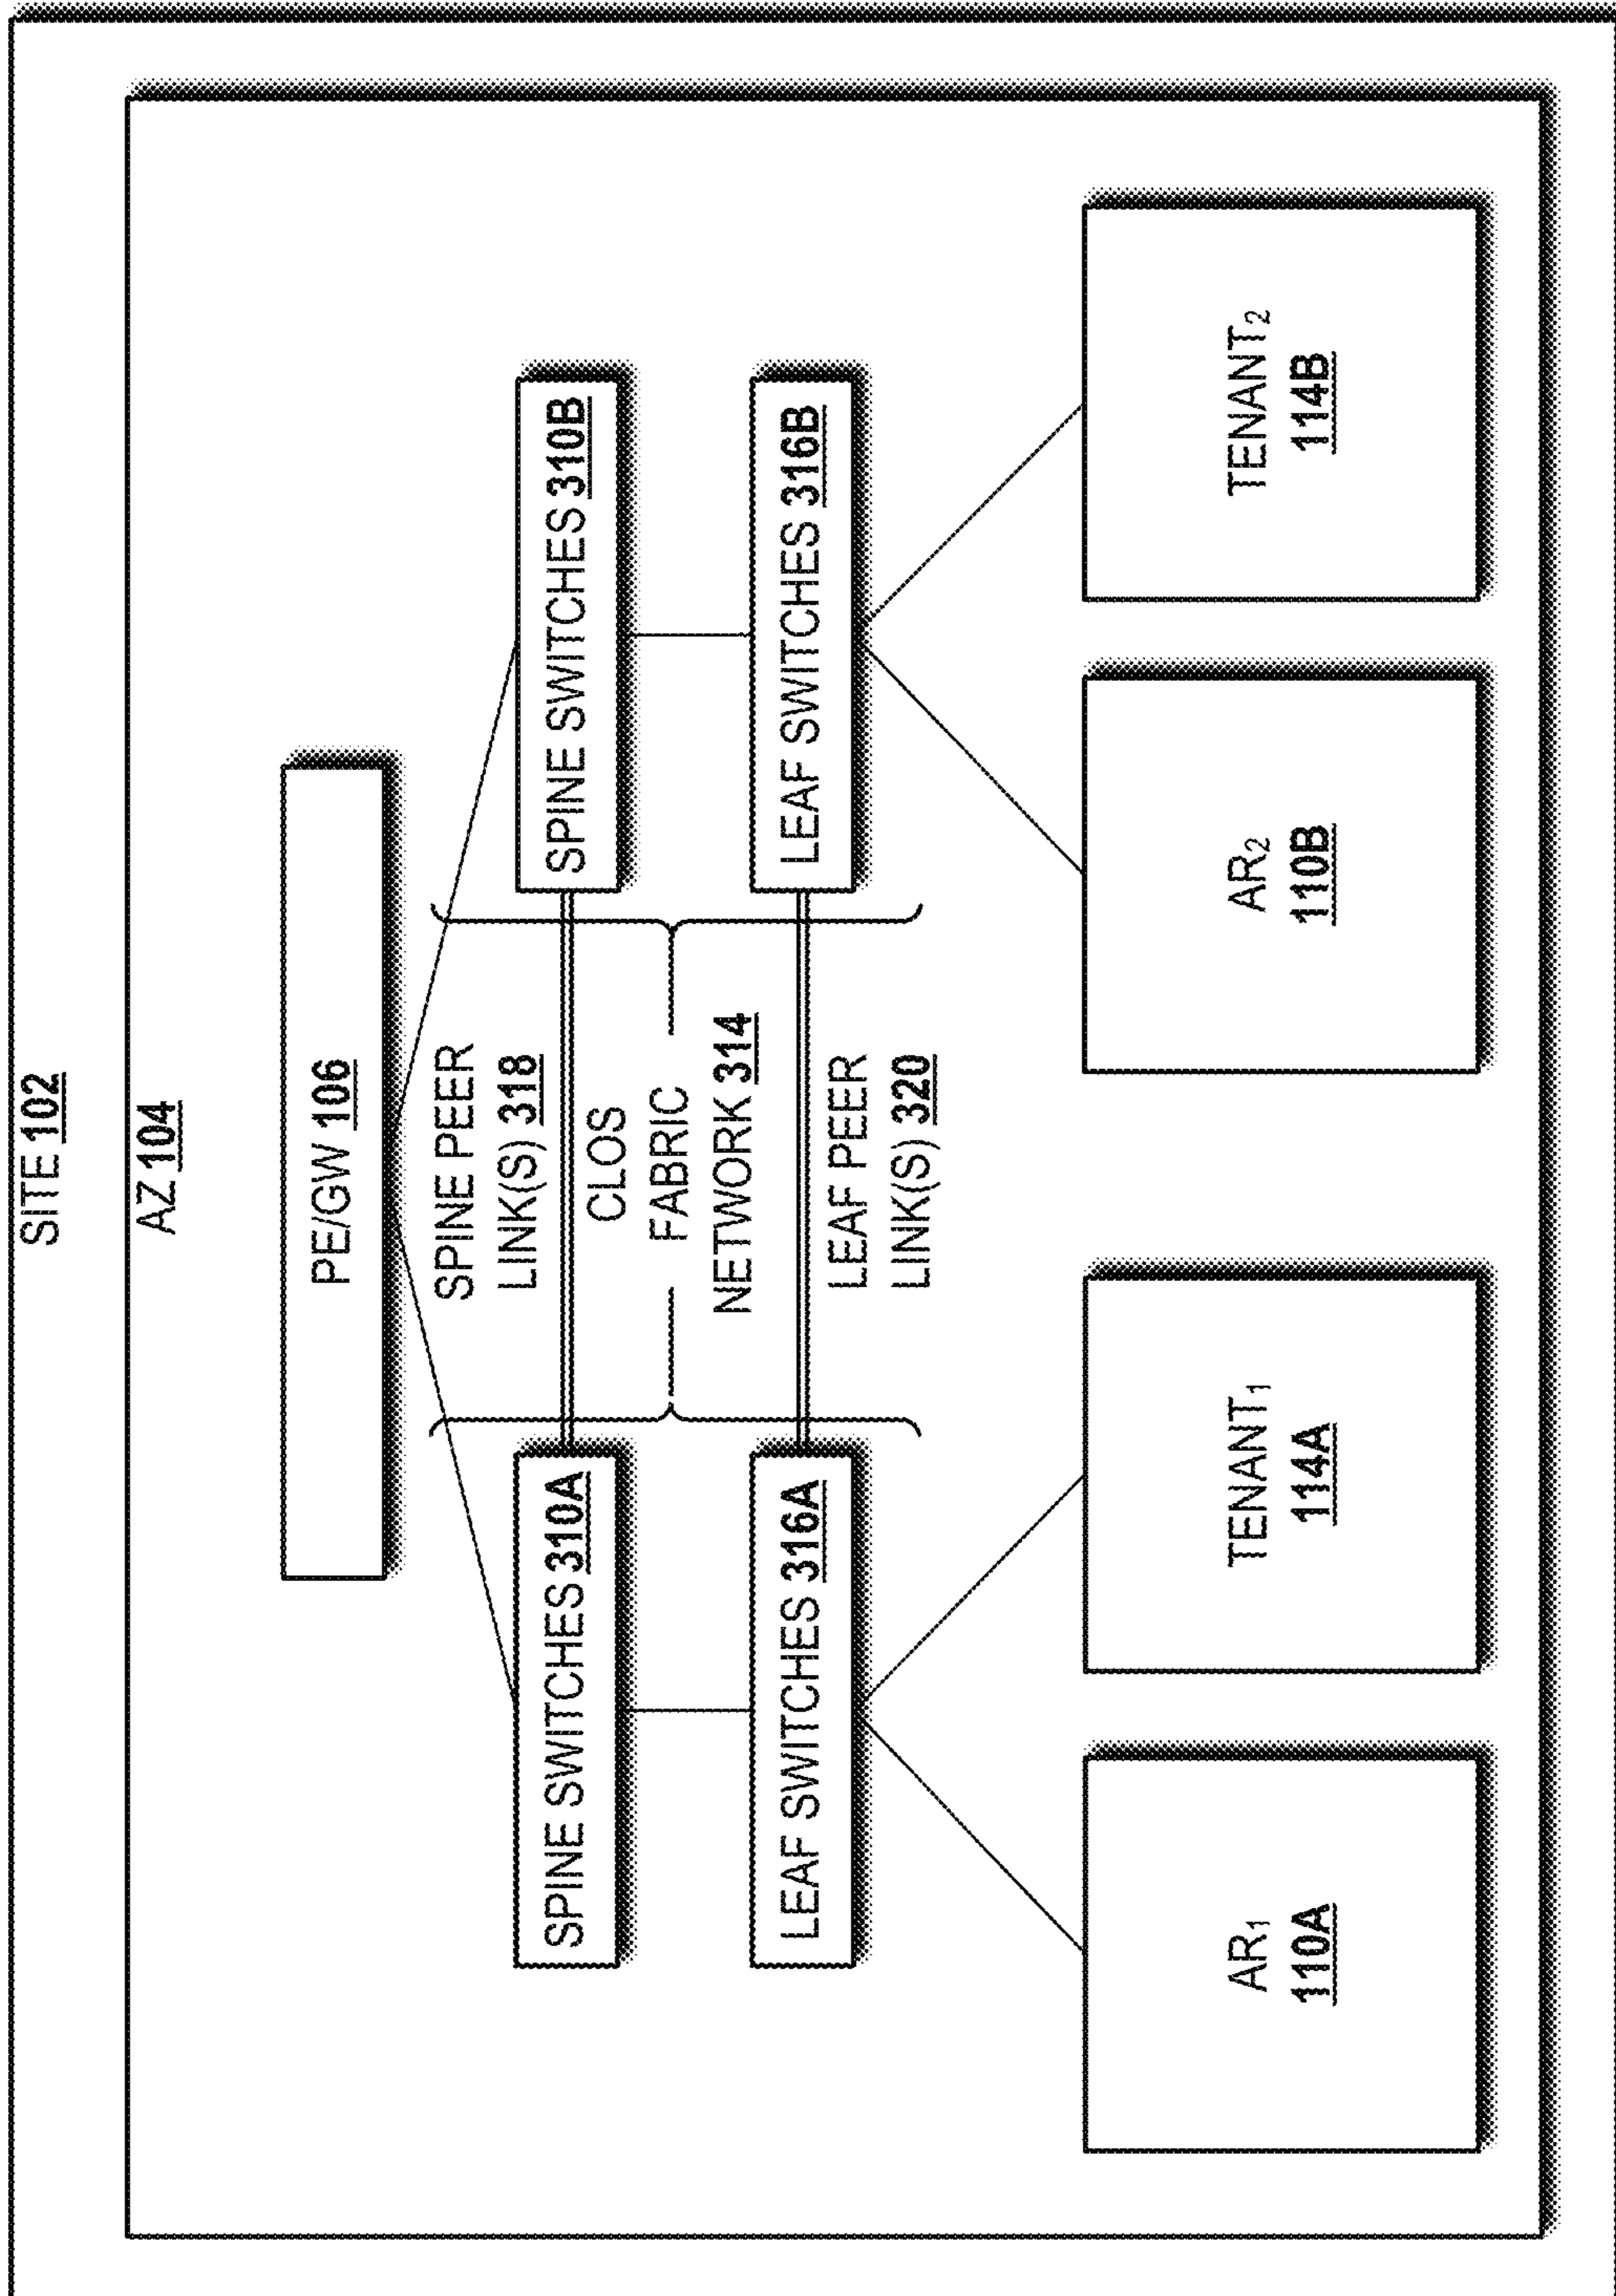 SITE 102
AZ 104
PE/GW 106
SPINE PEER
LINK(S) 318
SPINE SWITCHES 310A
SPINE SWITCHES 310B
CLOS
FABRIC
NETWORK 314
LEAF SWITCHES 316A
LEAF SWITCHES 316B
LEAF PEER
LINK(S) 320
AR₁
110A
TENANT₁
114A
AR₂
110B
TENANT₂
114B